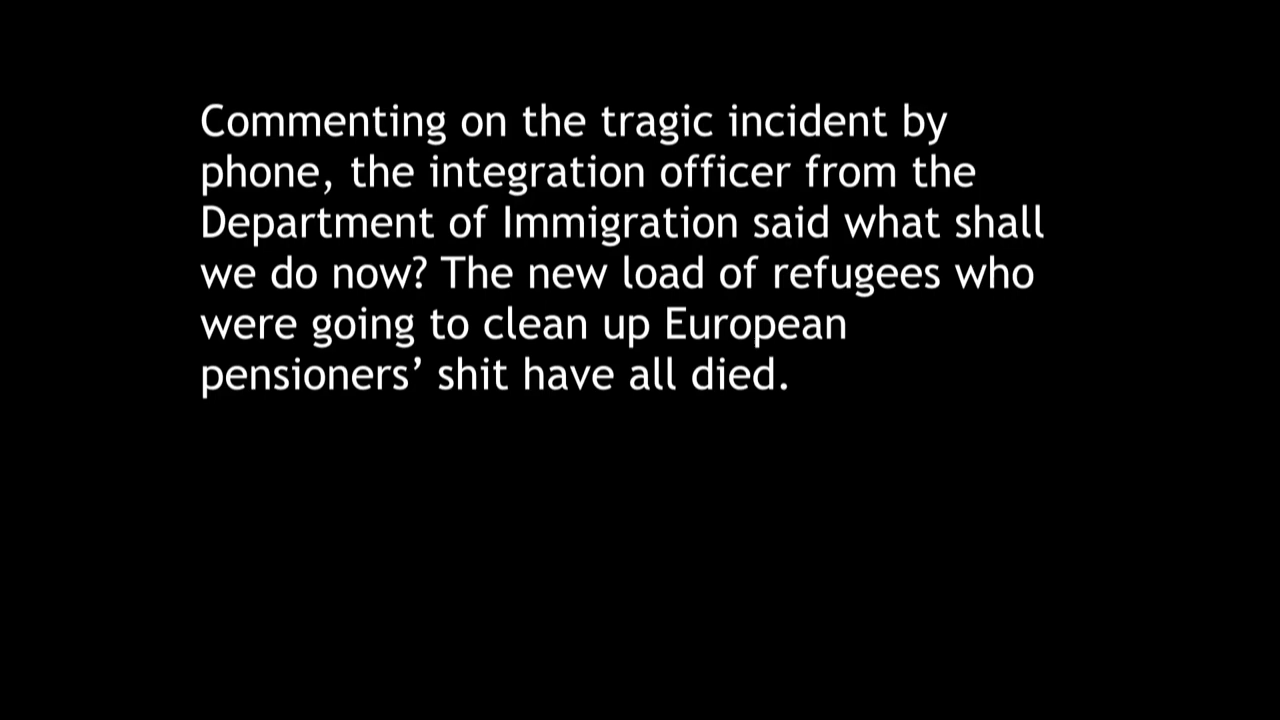 Commenting on the tragic incident by
phone, the integration officer from the
Department of Immigration said what shall
we do now? The new load of refugees who
were going to clean up European
pensioners’ shit have all died.